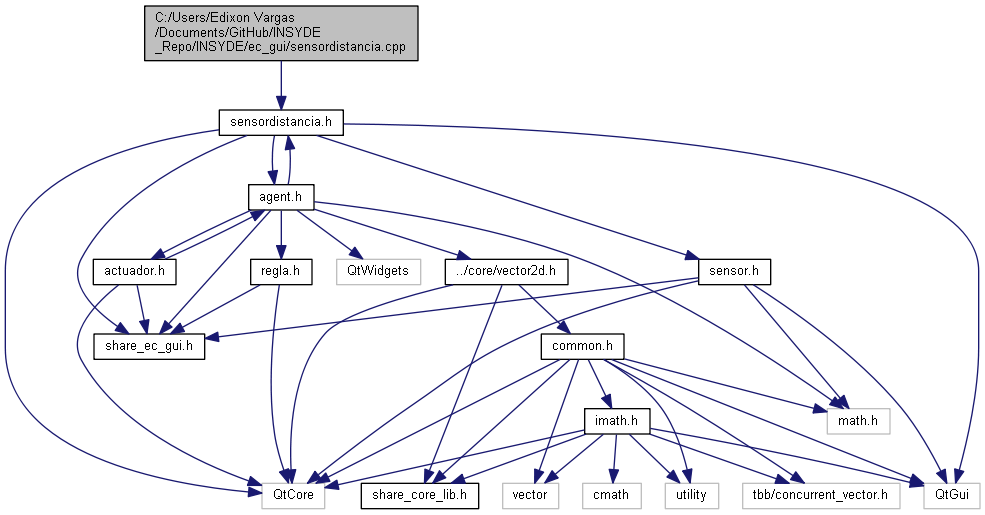 C:/Users/Edixon Vargas
/Documents/GitHub/INSYDE
_Repo/INSYDE/ec_gui/sensordistancia.cpp
sensordistancia.h
agent.h
actuador.h
regla.h
QtWidgets
../core/vector2d.h
sensor.h
share_ec_gui.h
common.h
imath.h
math.h
QtCore
share_core_lib.h
vector
cmath
utility
tbb/concurrent_vector.h
QtGui